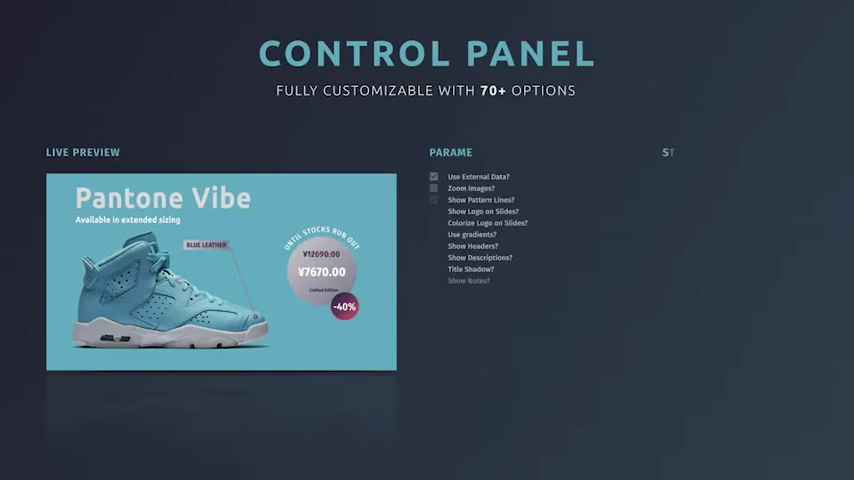 CONTROL PANEL
FULLY CUSTOMIZABLE WITH 70+ OPTIONS
LIVE PREVIEW
Pantone Vibe
Available in extended sizing
BLUE LEATHER
UNTIL STOCKS RUN OUT
¥12690.00
¥7670.00
Limited Edition
-40%
PARAME
Use External Data?
Zoom Images?
Show Pattern Lines?
Show Logo on Slides?
Colorize Logo on Slides?
Use gradients?
Show Headers?
Show Descriptions?
Title Shadow?
Show Notes?
ST